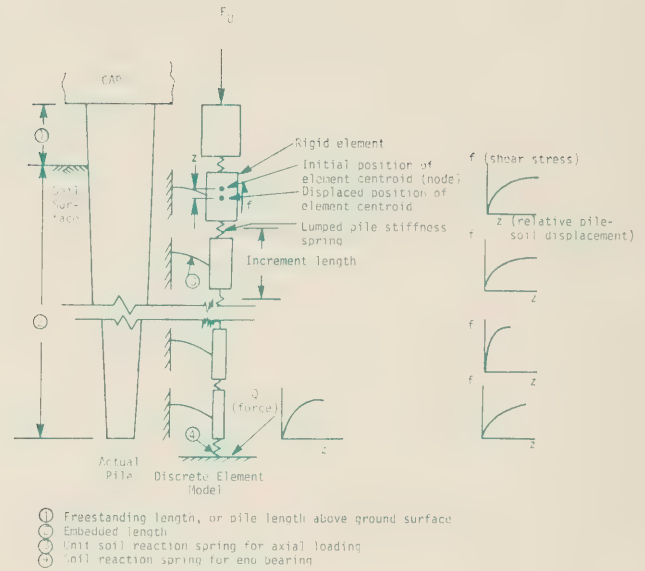 F_U
CAP
①
Soil
Sur-
face
②
z
f
Rigid element
Initial position of
element centroid (node)
Displaced position of
element centroid
Lumped pile stiffness
spring
Increment length
③
④
Q
(force)
z
f (shear stress)
z (relative pile-
soil displacement)
f
z
f
z
f
z
Actual
Pile
Discrete Element
Model
① Freestanding length, or pile length above ground surface
② Embedded length
③ Unit soil reaction spring for axial loading
④ Soil reaction spring for end bearing